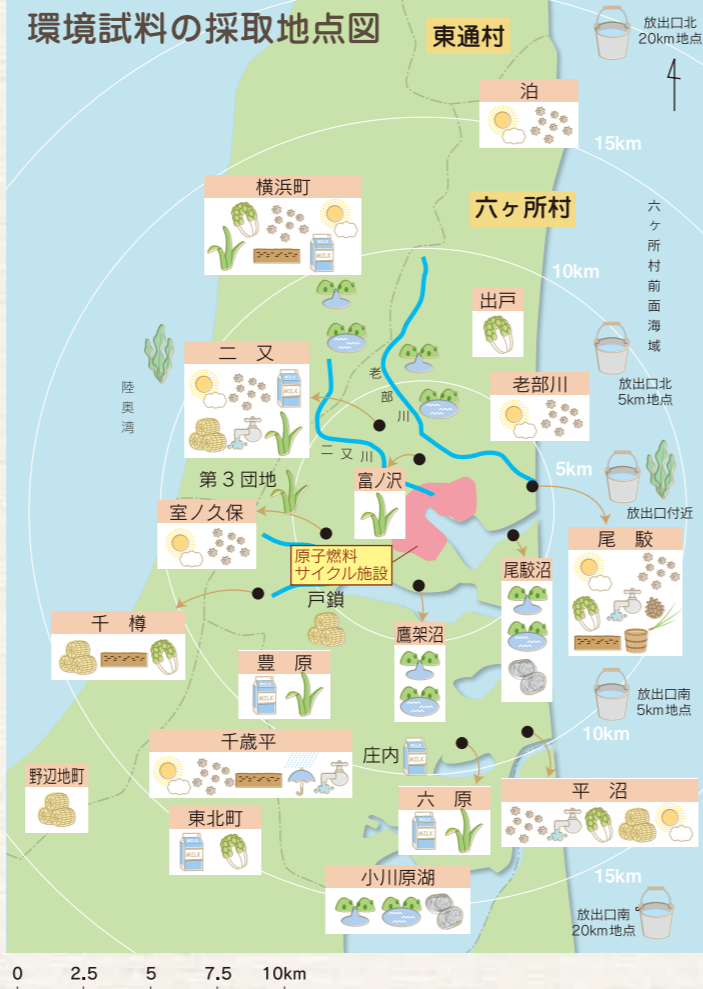 環境試料の採取地点図
東通村
放出口北
20km地点
泊
15km
横浜町
六ヶ所村
六ヶ所村前面海域
10km
出戸
二又
老部川
放出口北
5km地点
陸奥湾
老部川
二又川
5km
第3団地
富ノ沢
放出口付近
室ノ久保
尾駮
原子燃料
サイクル施設
尾駮沼
戸鎖
千樽
鷹架沼
豊原
放出口南
5km地点
10km
千歳平
庄内
野辺地町
六原
平沼
東北町
小川原湖
15km
放出口南
20km地点
MILK
MILK
MILK
MILK
MILK
MILK
0 2.5 5 7.5 10km